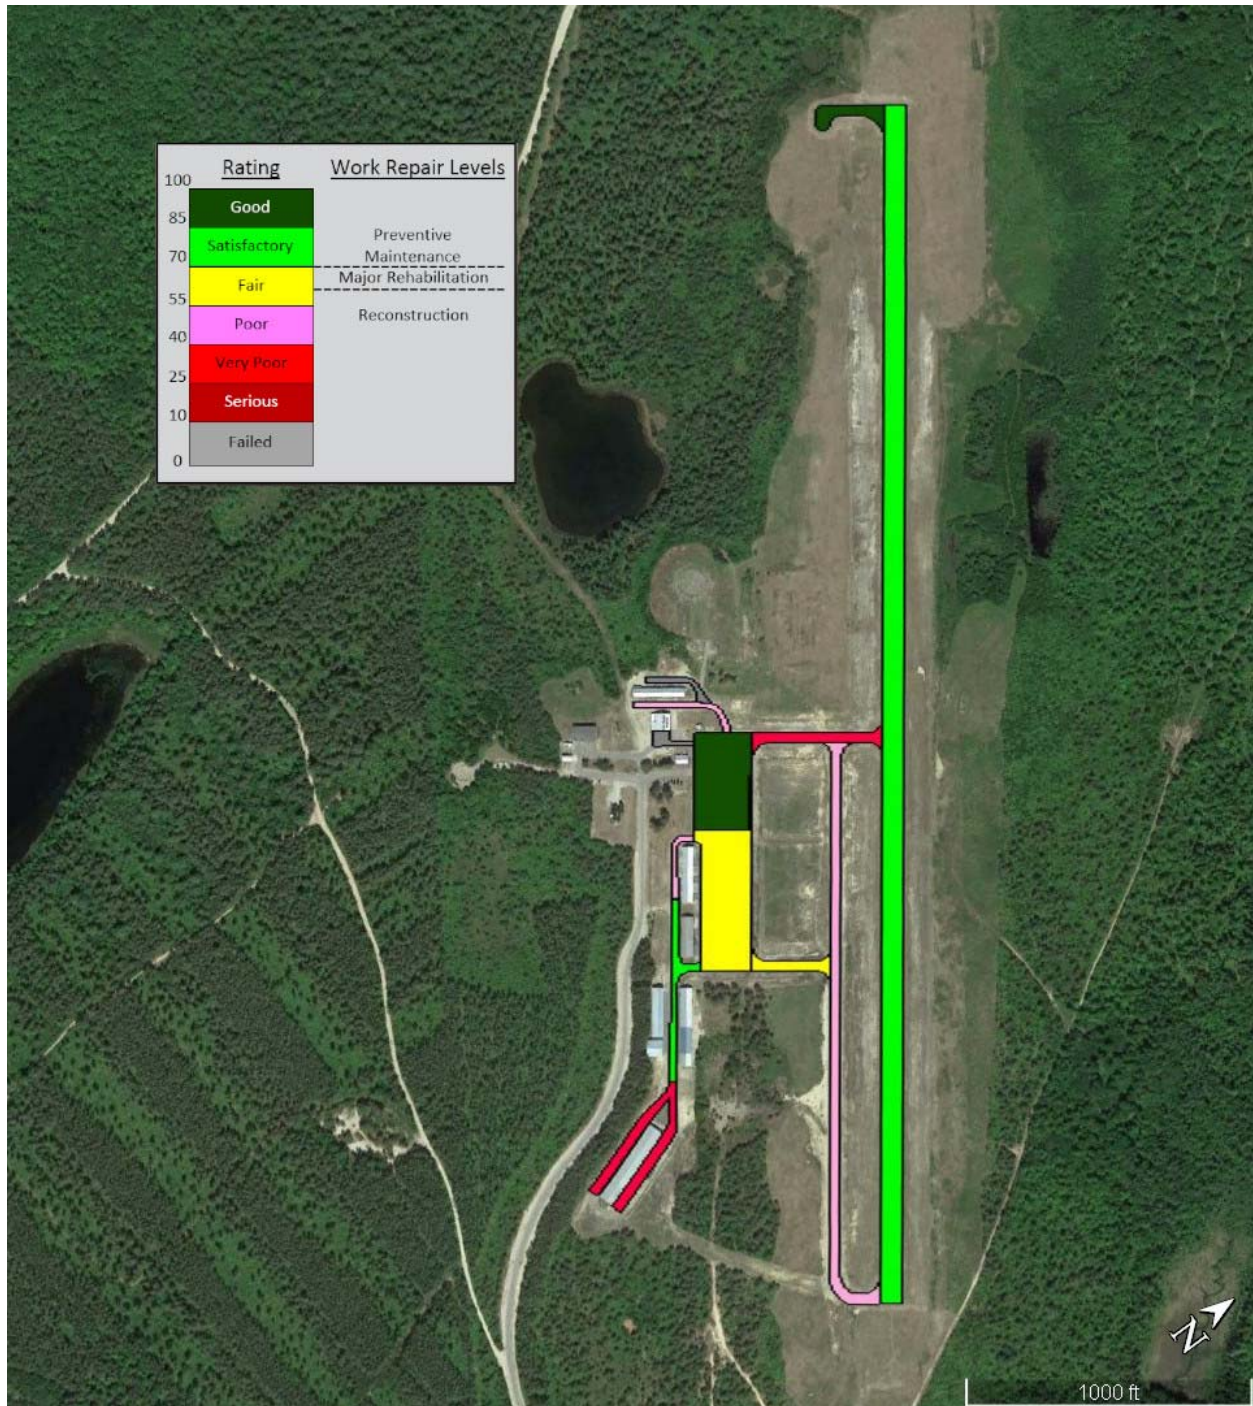 Rating Work Repair Levels
100
Good
85
Satisfactory Preventive
Maintenance
70
Major Rehabilitation
Fair
55
Reconstruction
Poor
40
Very Poor
25
Serious
10
Failed
0
N
1000 ft